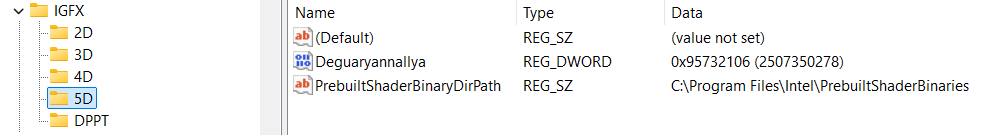 IGFX
2D
3D
4D
5D
DPPT
Name Type Data
(Default) REG_SZ (value not set)
Deguaryannallya REG_DWORD 0x95732106 (2507350278)
PrebuiltShaderBinaryDirPath REG_SZ C:\Program Files\Intel\PrebuiltShaderBinaries